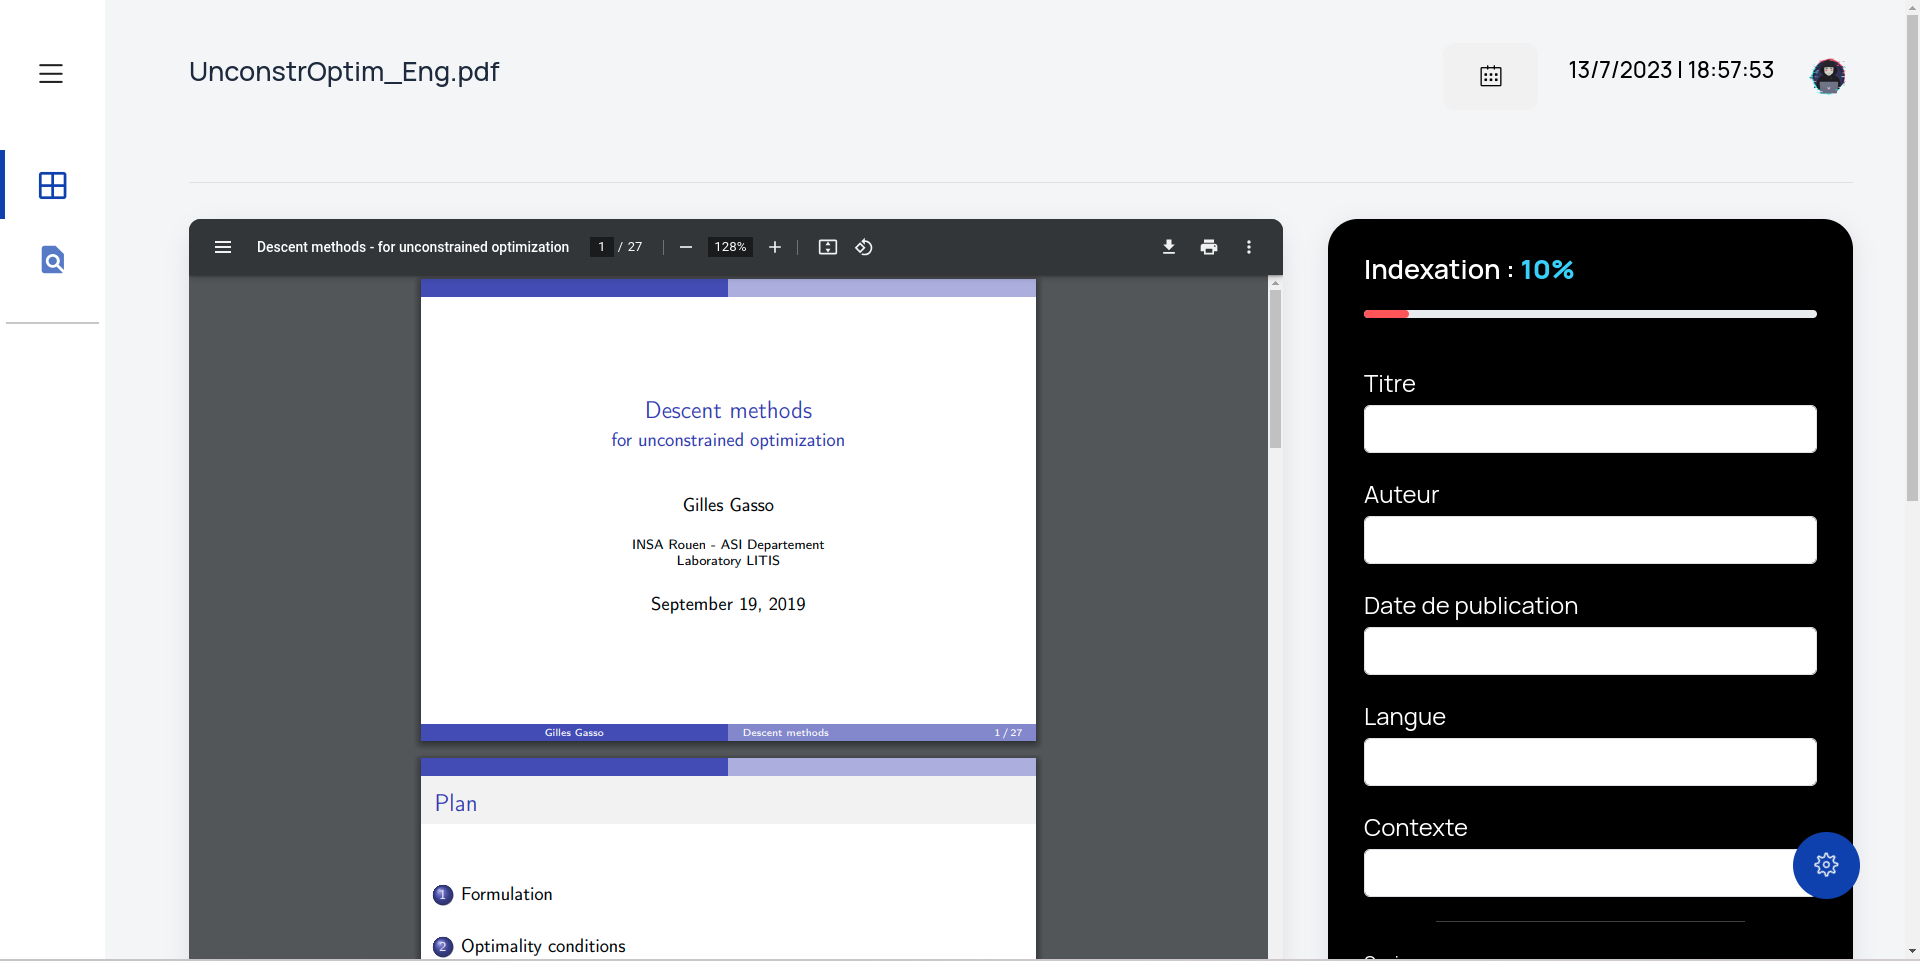 UnconstrOptim_Eng.pdf
13/7/2023 | 18:57:53
Descent methods - for unconstrained optimization
1 / 27
128%
Descent methods
for unconstrained optimization
Gilles Gasso
INSA Rouen - ASI Departement
Laboratory LITIS
September 19, 2019
Gilles Gasso
Descent methods
1 / 27
Plan
1 Formulation
2 Optimality conditions
Indexation : 10%
Titre
Auteur
Date de publication
Langue
Contexte